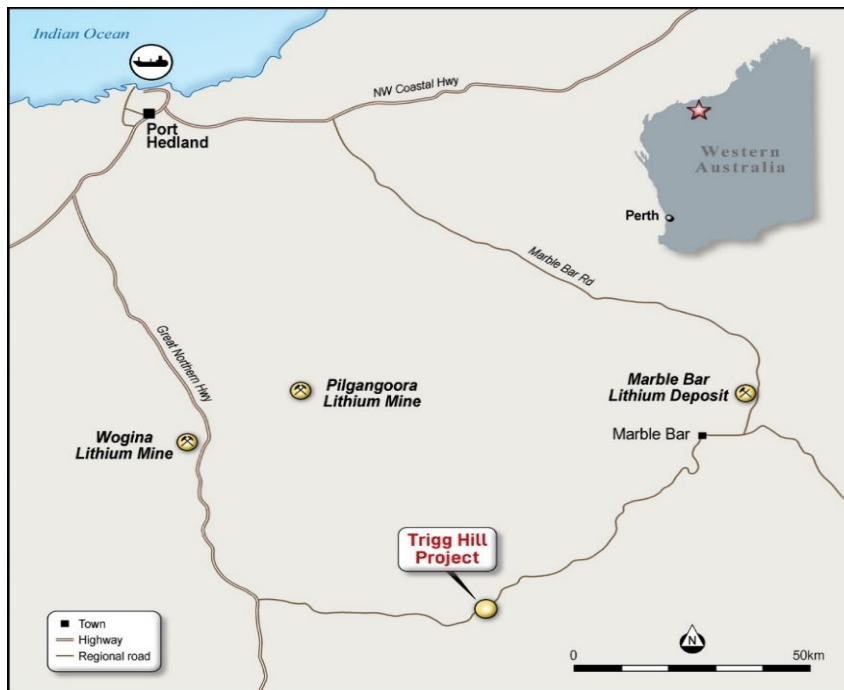 Indian Ocean
NW Coastal Hwy
Port
Hedland
Western
Australia
Perth
Marble Bar Rd
Great Northern Hwy
Pilgangoora
Lithium Mine
Marble Bar
Lithium Deposit
Wogina
Lithium Mine
Marble Bar
Trigg Hill
Project
Town
Highway
Regional road
N
0
50km